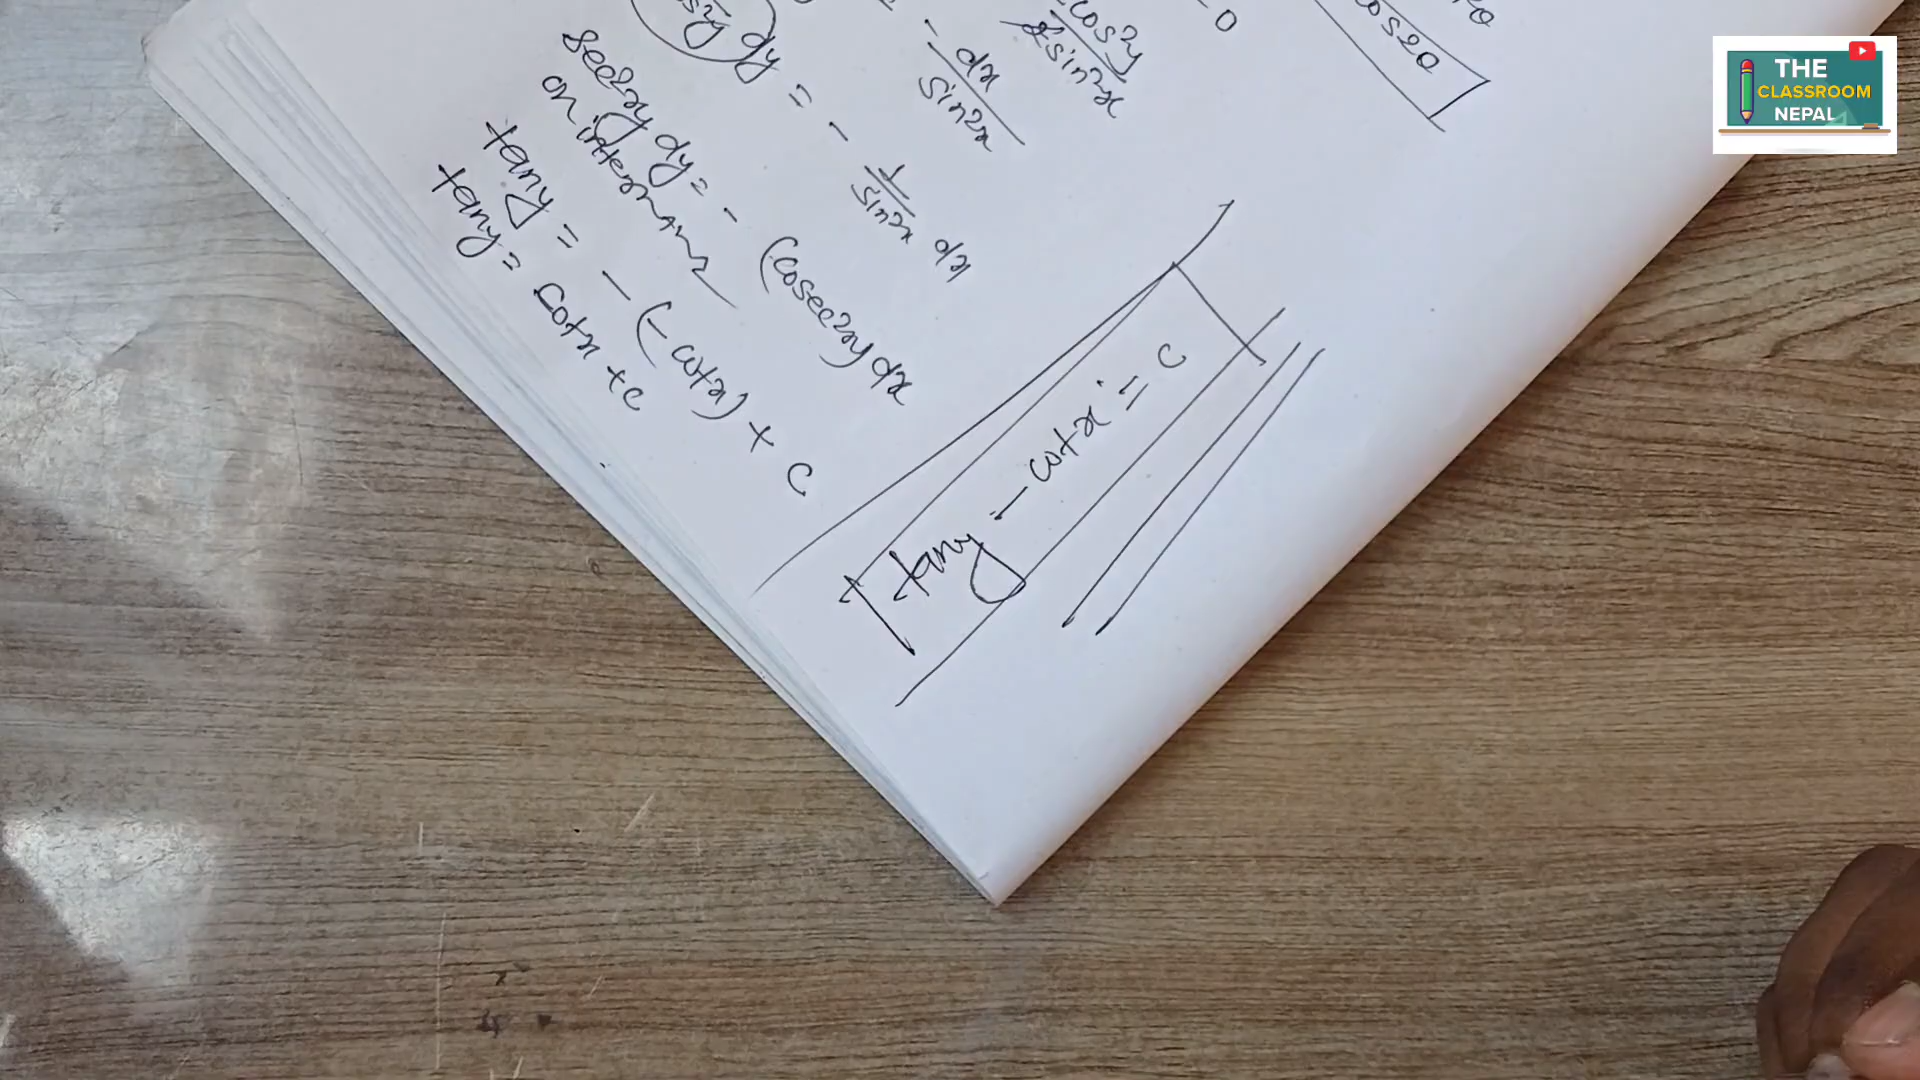 cos²y
sin²x
cos2θ
- dx
sin²x
dy = - 1/sin²x dx
sec²y dy = - (cosec²x) dx
on
tany = - (- cotx) + c
tany = cotx + c
tany - cotx = c
THE
CLASSROOM
NEPAL